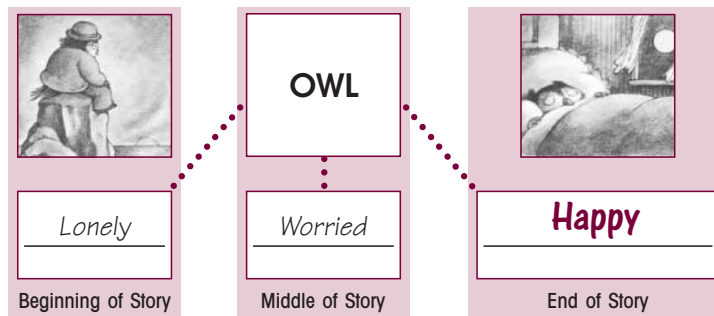 OWL
Lonely
Worried
Happy
Beginning of Story
Middle of Story
End of Story